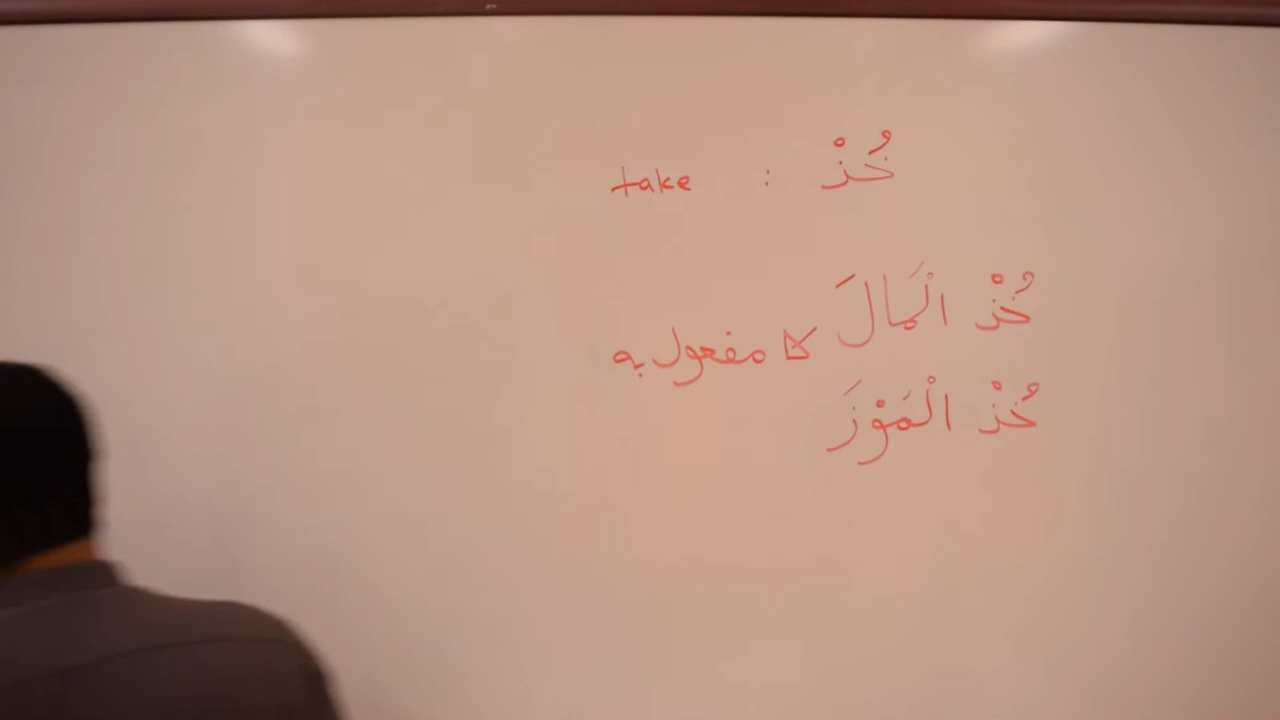 خُذْ : take
خُذْ الْمَالَ کا مفعول بہ
خُذْ الْمَوْزَ